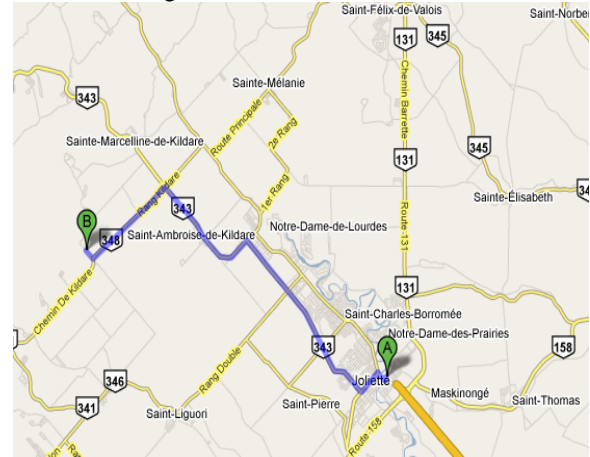 Saint-Félix-de-Valois
Saint-Norber
131
345
Chemin Barrette
Sainte-Mélanie
343
Route Principale
2e Rang
Sainte-Marcelline-de-Kildare
131
345
Rang Kildare
1er Rang
Sainte-Élisabeth
34
343
Route-131
B
348
Saint-Ambroise-de-Kildare
Notre-Dame-de-Lourdes
Chemin De Kildare
131
Saint-Charles-Borromée
Notre-Dame-des-Prairies
343
A
158
Rang Double
Joliette
346
Maskinongé
341
Saint-Liguori
Saint-Pierre
Saint-Thomas
Route 158